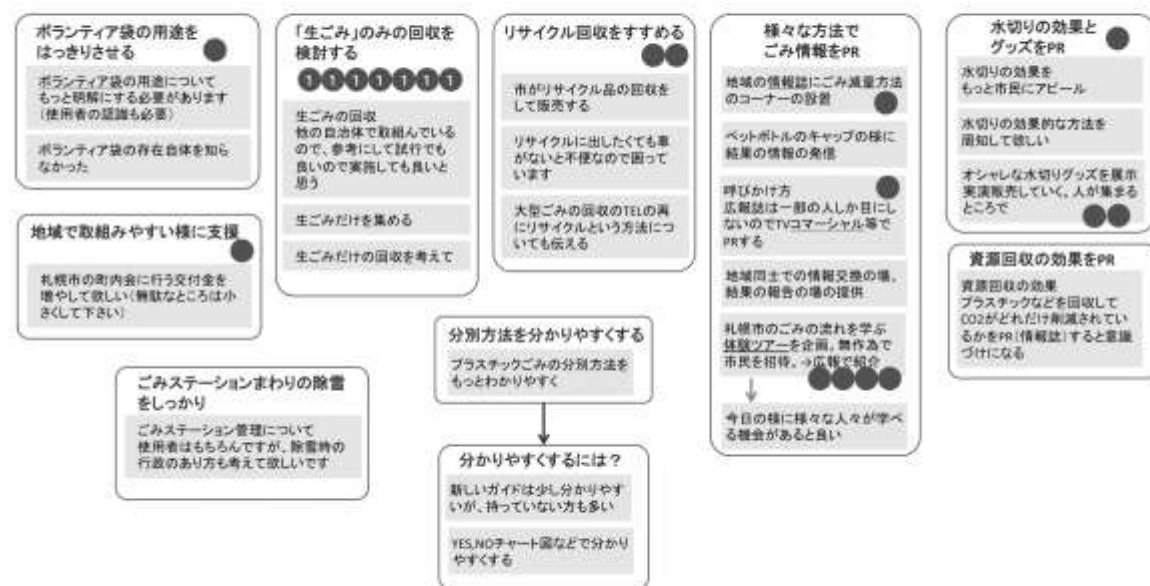 ボランティア袋の用途を
はっきりさせる
ボランティア袋の用途について
もっと明解にする必要があります
(使用者の認識も必要)
ボランティア袋の存在自体を知ら
なかった
地域で取組みやすい様に支援
札幌市の町内会に行う交付金を
増やして欲しい(無駄なところは小
さくして下さい)
ごみステーションまわりの除雪
をしっかり
ごみステーション管理について
使用者はもちろんですが、除雪時の
行政のあり方も考えて欲しいです
「生ごみ」のみの回収を
検討する
1 1 1 1 1 1 1
生ごみの回収
他の自治体で取組んでいる
ので、参考にして試行でも
良いので実施しても良いと
思う
生ごみだけを集める
生ごみだけの回収を考えて
リサイクル回収をすすめる
市がリサイクル品の回収を
して販売する
リサイクルに出したくても車
がないと不便なので困って
います
大型ごみの回収のTELの再
にリサイクルという方法につ
いても伝える
分別方法を分かりやすくする
プラスチックごみの分別方法を
もっとわかりやすく
分かりやすくするには?
新しいガイドは少し分かりやす
いが、持っていない方も多い
YES,NOチャート図などで分かり
やすくする
様々な方法で
ごみ情報をPR
地域の情報誌にごみ減量方法
のコーナーの設置
ペットボトルのキャップの様に
結果の情報の発信
呼びかけ方
広報誌は一部の人しか目にし
ないのでTVコマーシャル等で
PRする
地域同士での情報交換の場、
結果の報告の場の提供
札幌市のごみの流れを学ぶ
体験ツアーを企画。無作為で
市民を招待。→広報で紹介
今日の様に様々な人々が学べ
る機会があると良い
水切りの効果と
グッズをPR
水切りの効果を
もっと市民にアピール
水切りの効果的な方法を
周知して欲しい
オシャレな水切りグッズを展示
実演販売していく。人が集まる
ところで
資源回収の効果をPR
資源回収の効果
プラスチックなどを回収して
CO2がどれだけ削減されてい
るかをPR(情報誌)すると意識
づけになる